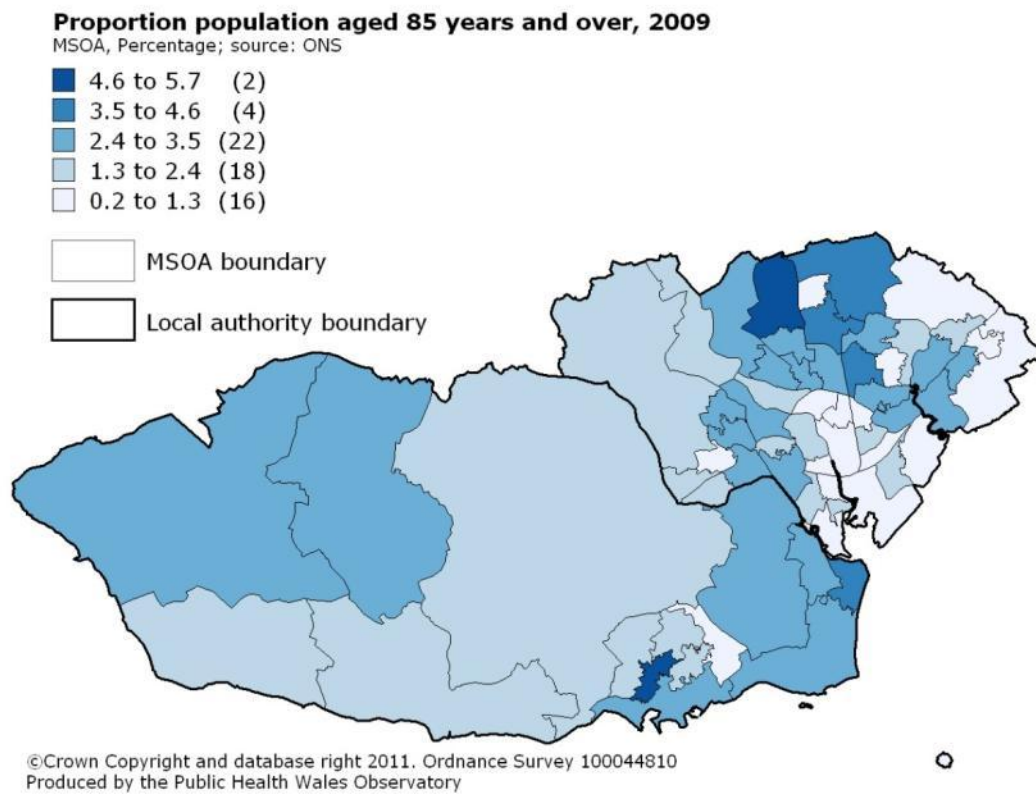 Proportion population aged 85 years and over, 2009
MSOA, Percentage; source: ONS
4.6 to 5.7 (2)
3.5 to 4.6 (4)
2.4 to 3.5 (22)
1.3 to 2.4 (18)
0.2 to 1.3 (16)
MSOA boundary
Local authority boundary
©Crown Copyright and database right 2011. Ordnance Survey 100044810
Produced by the Public Health Wales Observatory